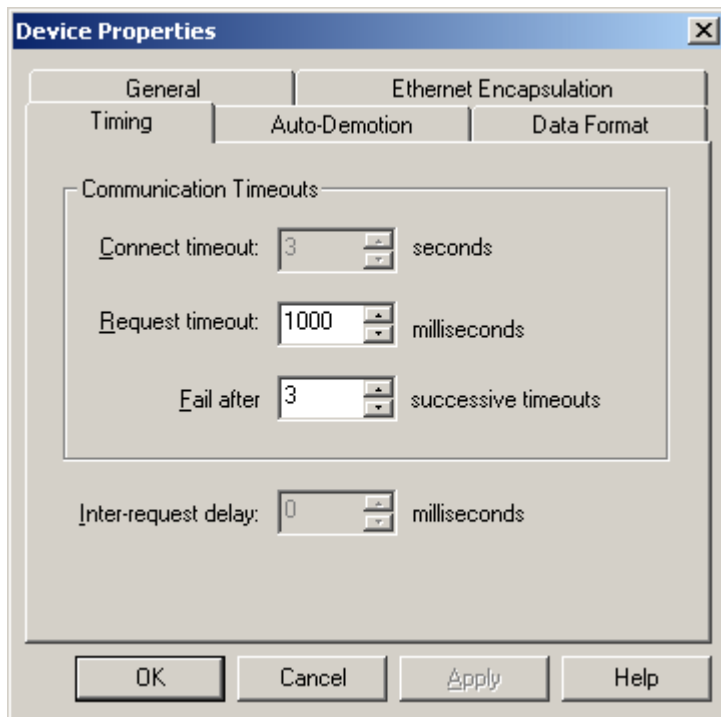 Device Properties
General Ethernet Encapsulation
Timing Auto-Demotion Data Format
Communication Timeouts
Connect timeout: 3 seconds
Request timeout: 1000 milliseconds
Fail after 3 successive timeouts
Inter-request delay: 0 milliseconds
OK Cancel Apply Help